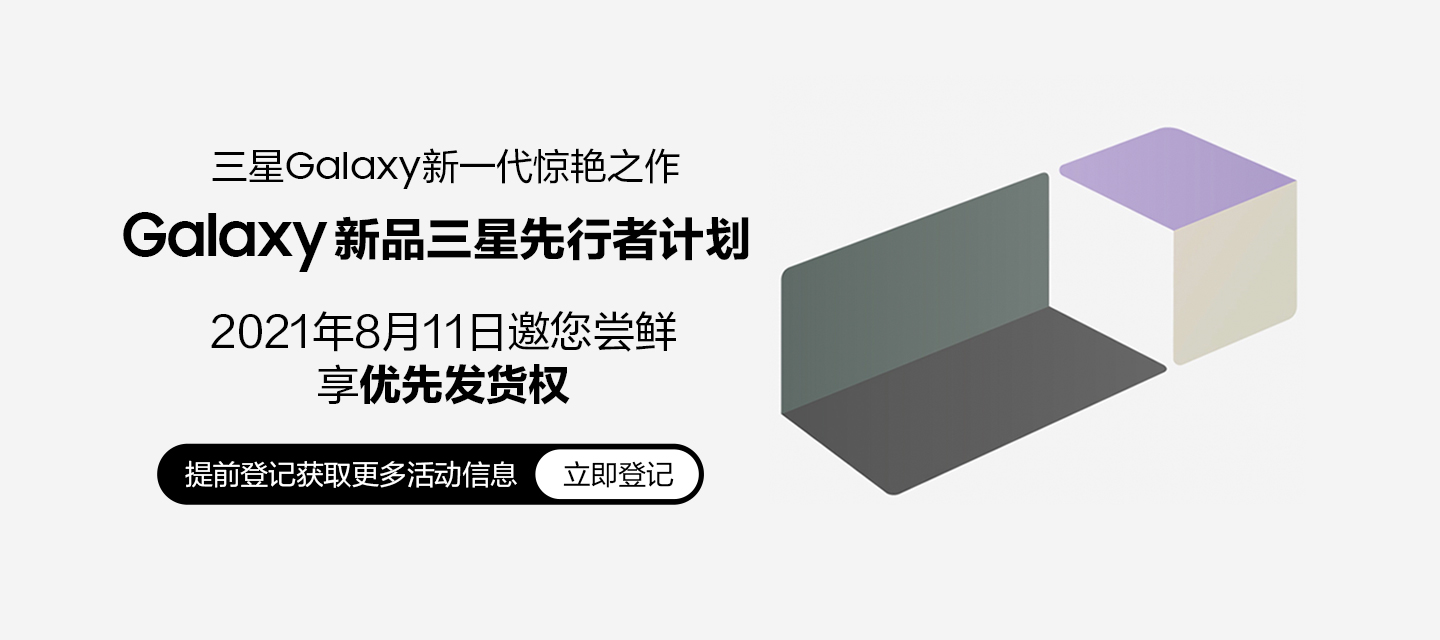 三星Galaxy新一代惊艳之作
Galaxy 新品三星先行者计划
2021年8月11日邀您尝鲜
享优先发货权
提前登记获取更多活动信息 立即登记